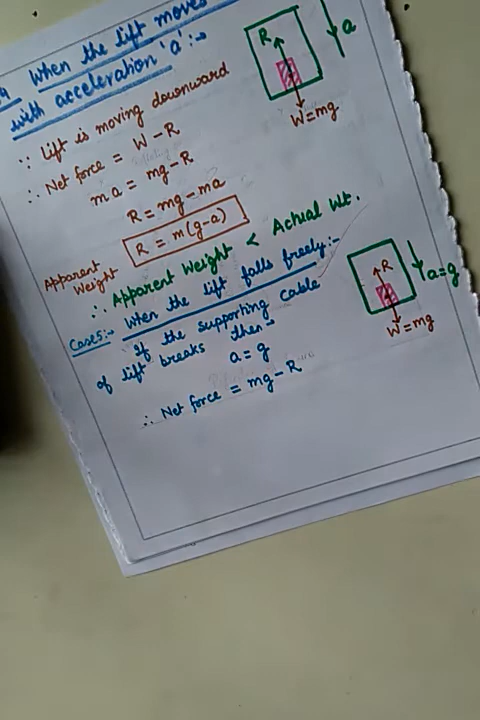 when the lift moves
with acceleration 'a':-
∵ Lift is moving downward
∴ Net force = W - R
ma = mg - R
R = mg - ma
Apparent Weight R = m(g-a)
∴ Apparent Weight < Actual Wt.
Case5:- When the lift falls freely:-
If the supporting cable
of lift breaks then -
a = g
∴ Net force = mg - R
R
a
W = mg
R
a = g
W = mg